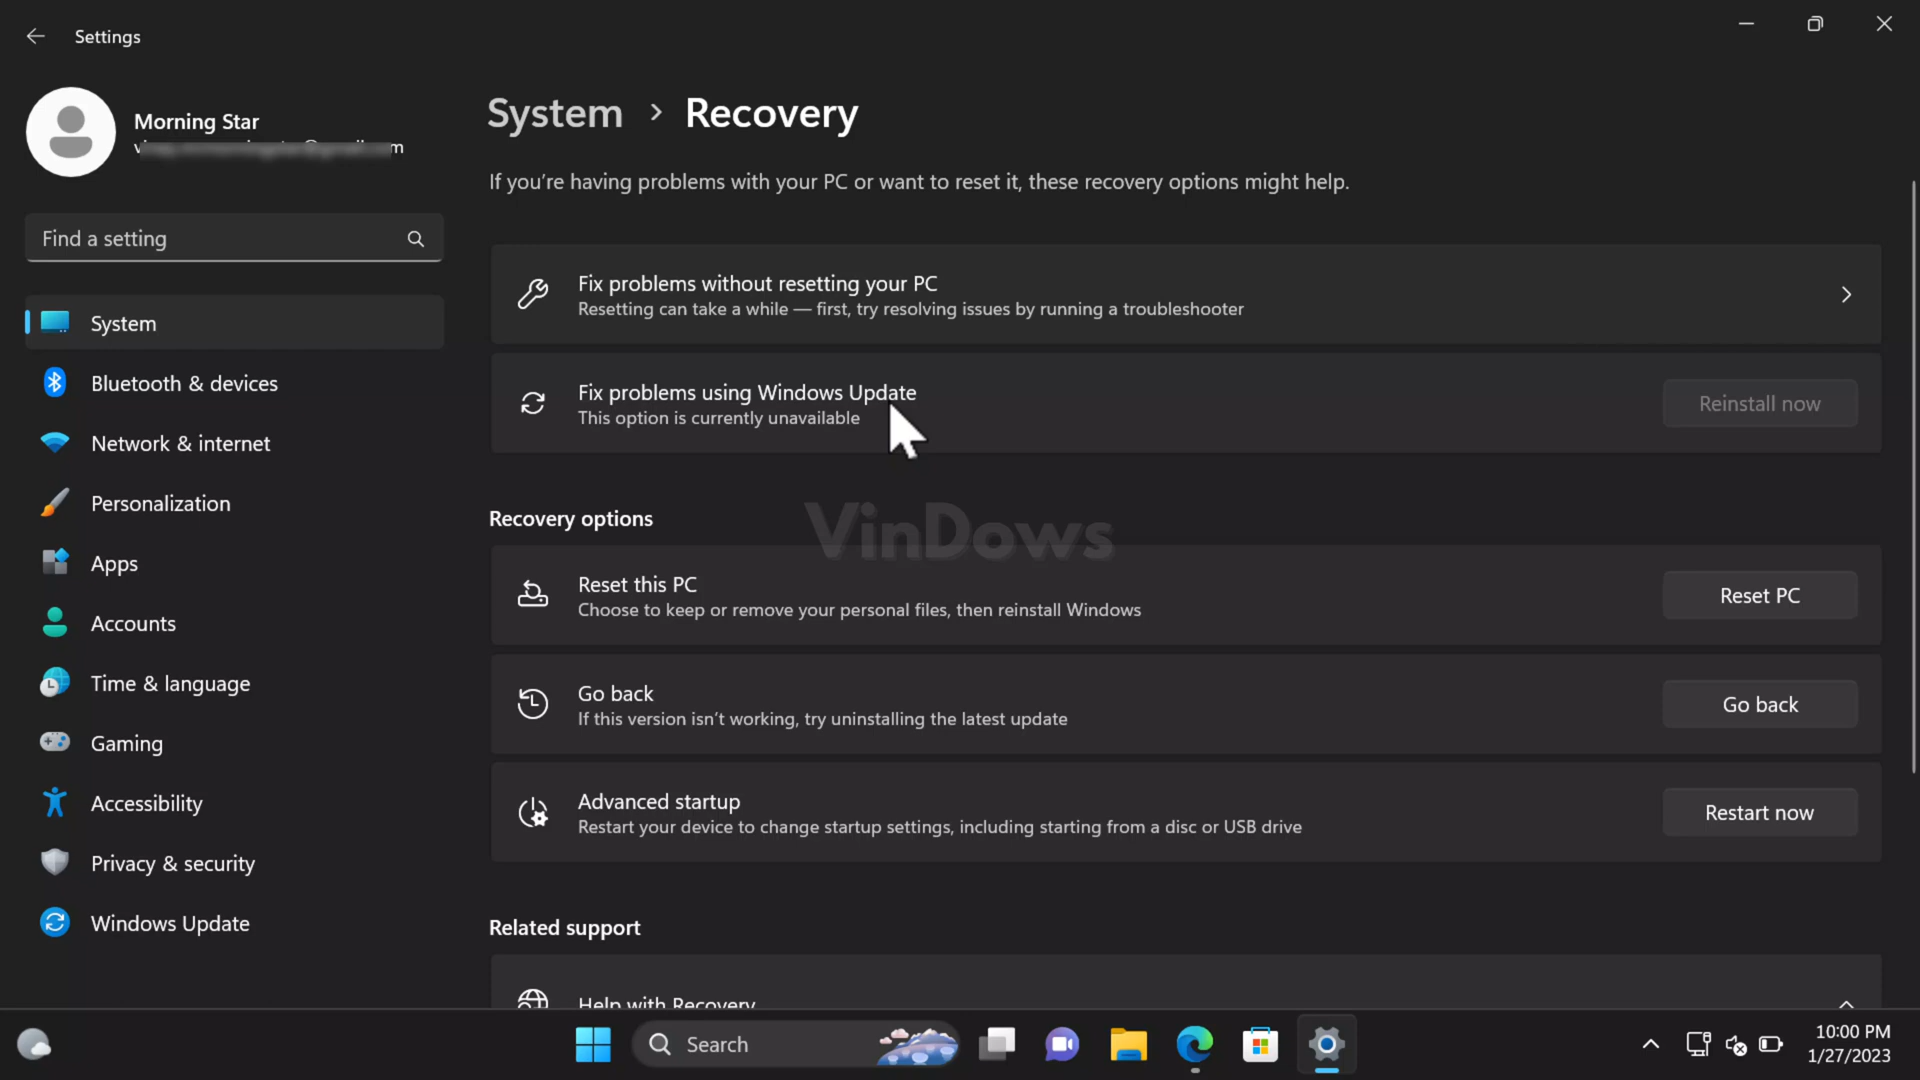 Settings
Morning Star
System > Recovery
If you're having problems with your PC or want to reset it, these recovery options might help.
Find a setting
System
Bluetooth & devices
Network & internet
Personalization
Apps
Accounts
Time & language
Gaming
Accessibility
Privacy & security
Windows Update
Fix problems without resetting your PC
Resetting can take a while — first, try resolving issues by running a troubleshooter
Fix problems using Windows Update
This option is currently unavailable
Reinstall now
VinDows
Recovery options
Reset this PC
Choose to keep or remove your personal files, then reinstall Windows
Reset PC
Go back
If this version isn't working, try uninstalling the latest update
Go back
Advanced startup
Restart your device to change startup settings, including starting from a disc or USB drive
Restart now
Related support
Help with Recovery
Search
10:00 PM
1/27/2023